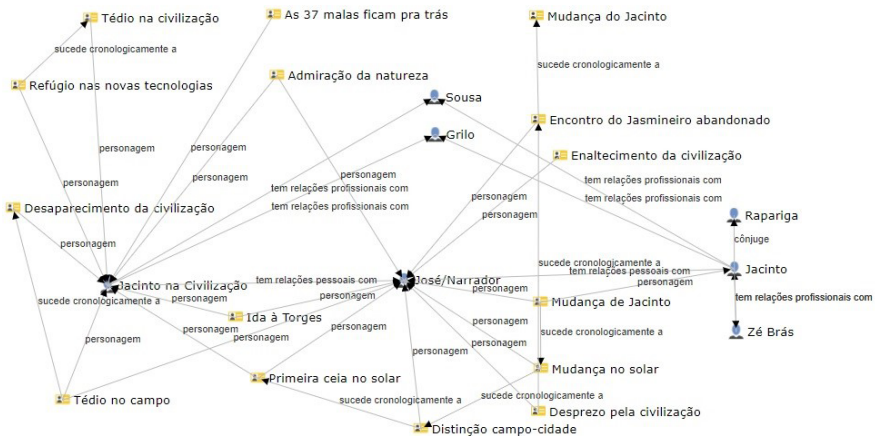 Tédio na civilização
As 37 malas ficam pra trás
Mudança do Jacinto
sucede cronologicamente a
sucede cronologicamente a
Refúgio nas novas tecnologias
Admiração da natureza
Sousa
Encontro do Jasmineiro abandonado
Grilo
personagem
personagem
Enaltecimento da civilização
personagem
personagem
personagem
tem relações profissionais com
tem relações profissionais com
personagem
tem relações profissionais com
Desaparecimento da civilização
tem relações profissionais com
personagem
Rapariga
personagem
cônjuge
sucede cronologicamente a
Jacinto na Civilização
tem relações pessoais com
José/Narrador
tem relações pessoais com
Jacinto
personagem
sucede cronologicamente a
personagem
personagem
personagem
tem relações profissionais com
Mudança de Jacinto
Ida à Torges
personagem
personagem
personagem
sucede cronologicamente a
Zé Brás
personagem
personagem
personagem
personagem
Mudança no solar
Primeira ceia no solar
Tédio no campo
sucede cronologicamente a
sucede cronologicamente a
Desprezo pela civilização
Distinção campo-cidade